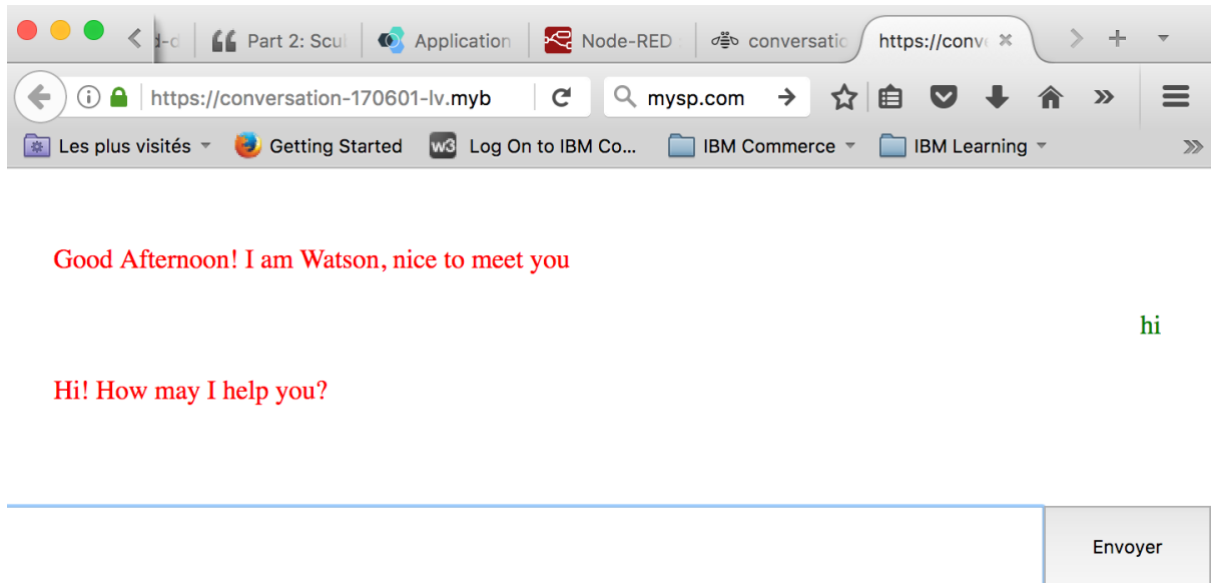 Part 2: Scu
Application
Node-RED
conversatio
https://conv
https://conversation-170601-lv.myb
mysp.com
Les plus visités
Getting Started
w3
Log On to IBM Co...
IBM Commerce
IBM Learning
Good Afternoon! I am Watson, nice to meet you
hi
Hi! How may I help you?
Envoyer